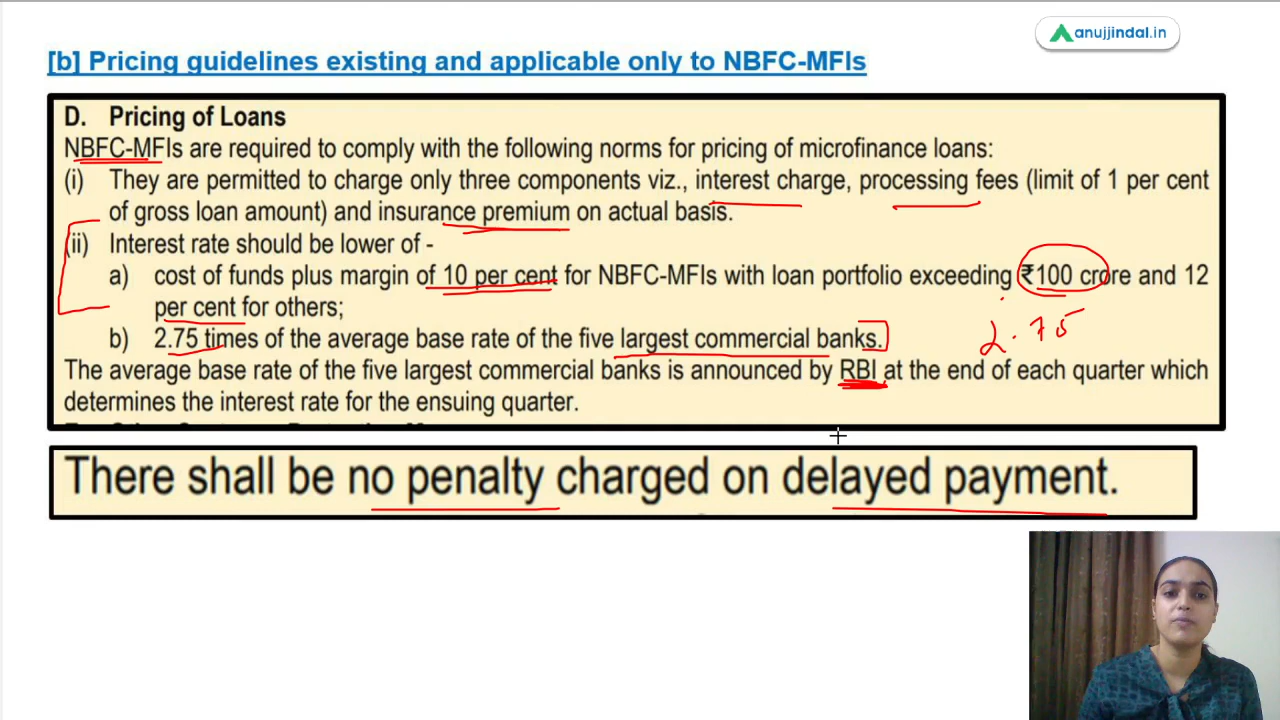 anujjindal.in
[b] Pricing guidelines existing and applicable only to NBFC-MFIs
D. Pricing of Loans
NBFC-MFIs are required to comply with the following norms for pricing of microfinance loans:
(i) They are permitted to charge only three components viz., interest charge, processing fees (limit of 1 per cent
of gross loan amount) and insurance premium on actual basis.
(ii) Interest rate should be lower of -
a) cost of funds plus margin of 10 per cent for NBFC-MFIs with loan portfolio exceeding ₹100 crore and 12
per cent for others;
b) 2.75 times of the average base rate of the five largest commercial banks.
2.75
The average base rate of the five largest commercial banks is announced by RBI at the end of each quarter which
determines the interest rate for the ensuing quarter.
There shall be no penalty charged on delayed payment.